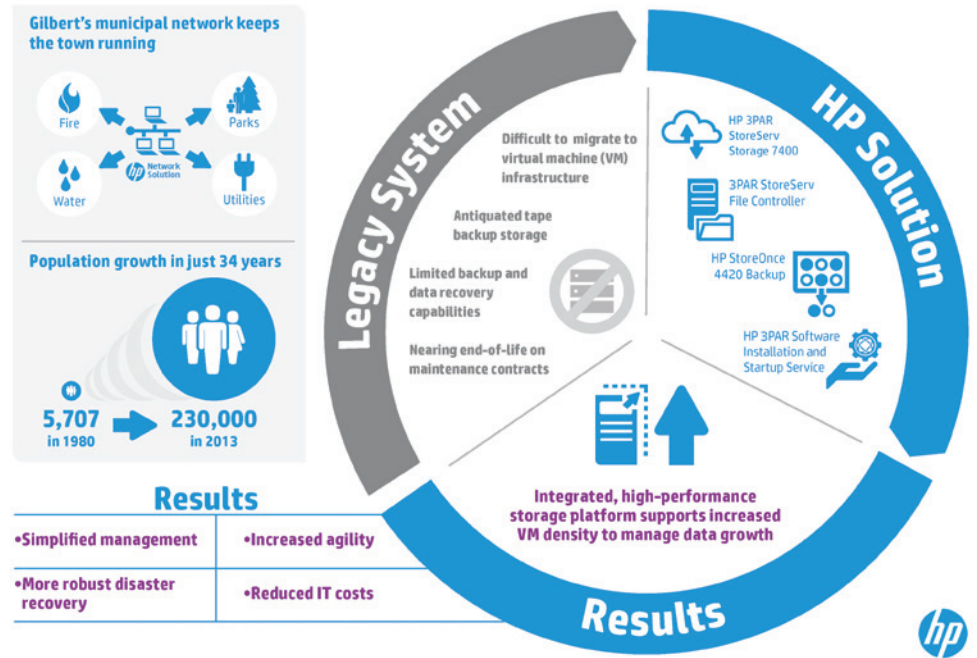 Gilbert's municipal network keeps
the town running
Fire
Parks
hp Network
Solution
Water
Utilities
Population growth in just 34 years
5,707
in 1980
230,000
in 2013
Legacy System
Difficult to migrate to
virtual machine (VM)
infrastructure
Antiquated tape
backup storage
Limited backup and
data recovery
capabilities
Nearing end-of-life on
maintenance contracts
HP Solution
HP 3PAR
StoreServ
Storage 7400
3PAR StoreServ
File Controller
HP StoreOnce
4420 Backup
HP 3PAR Software
Installation and
Startup Service
Integrated, high-performance
storage platform supports increased
VM density to manage data growth
Results
Results
•Simplified management
•Increased agility
•More robust disaster
recovery
•Reduced IT costs
hp